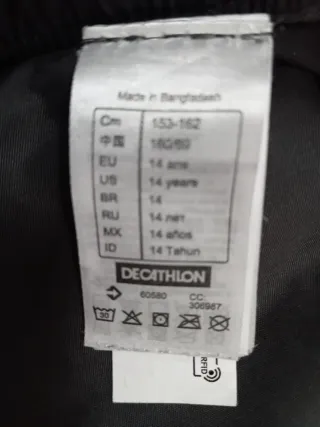 Made in Bangladesh
Cm 153-162
中国 160/69
EU 14 ans
US 14 years
BR 14
RU 14 лет
MX 14 años
ID 14 Tahun
DECATHLON
60580 CC:
306987
30
RFID